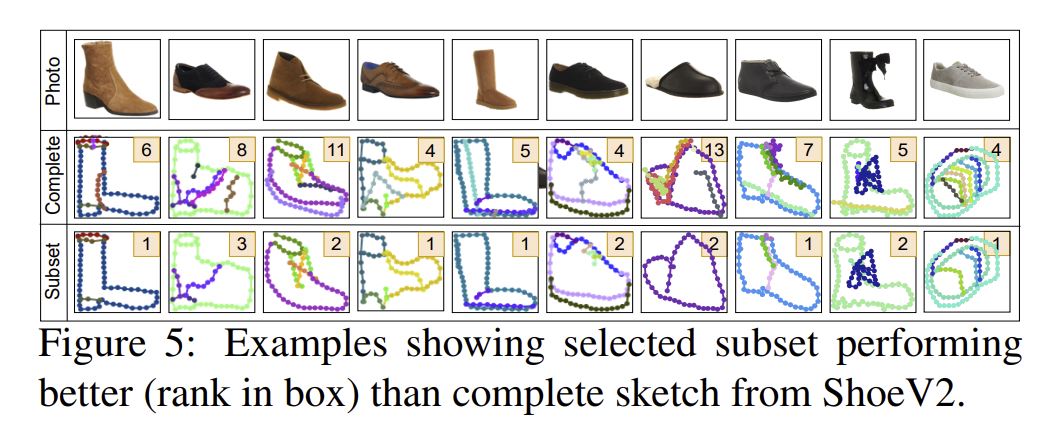 Photo
Complete 6 8 11 4 5 4 13 7 5 4
Subset 1 3 2 1 1 2 2 1 2 1
Figure 5: Examples showing selected subset performing
better (rank in box) than complete sketch from ShoeV2.